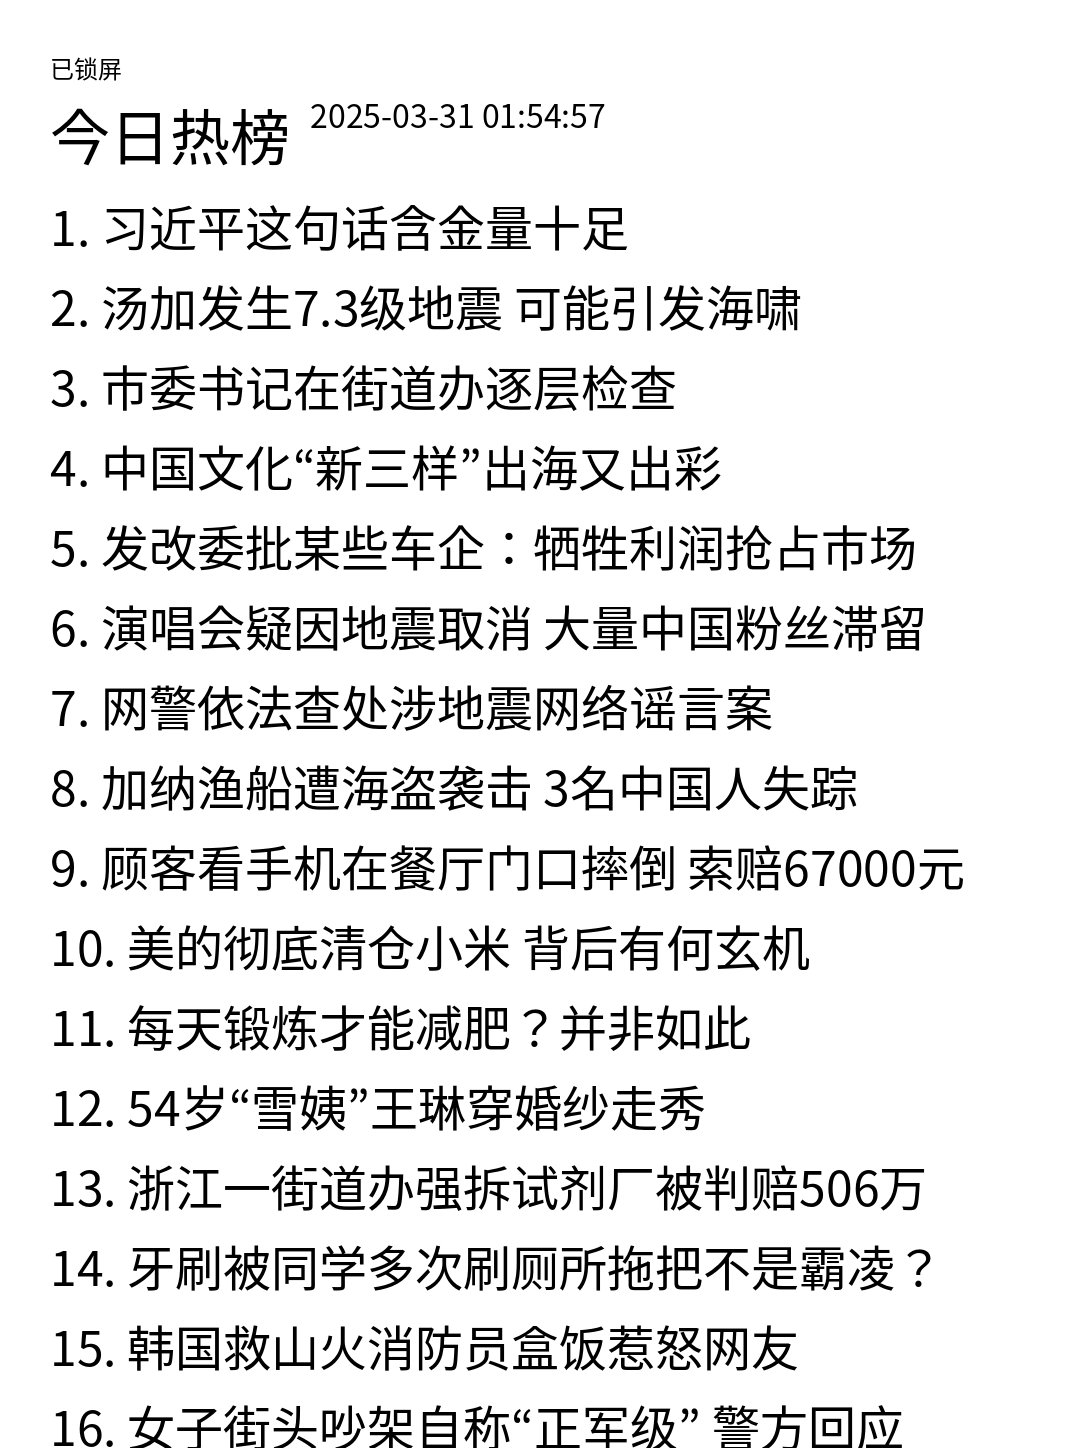 已锁屏
今日热榜 2025-03-31 01:54:57
1. 习近平这句话含金量十足
2. 汤加发生7.3级地震 可能引发海啸
3. 市委书记在街道办逐层检查
4. 中国文化“新三样”出海又出彩
5. 发改委批某些车企：牺牲利润抢占市场
6. 演唱会疑因地震取消 大量中国粉丝滞留
7. 网警依法查处涉地震网络谣言案
8. 加纳渔船遭海盗袭击 3名中国人失踪
9. 顾客看手机在餐厅门口摔倒 索赔67000元
10. 美的彻底清仓小米 背后有何玄机
11. 每天锻炼才能减肥？并非如此
12. 54岁“雪姨”王琳穿婚纱走秀
13. 浙江一街道办强拆试剂厂被判赔506万
14. 牙刷被同学多次刷厕所拖把不是霸凌？
15. 韩国救山火消防员盒饭惹怒网友
16. 女子街头吵架自称“正军级” 警方回应